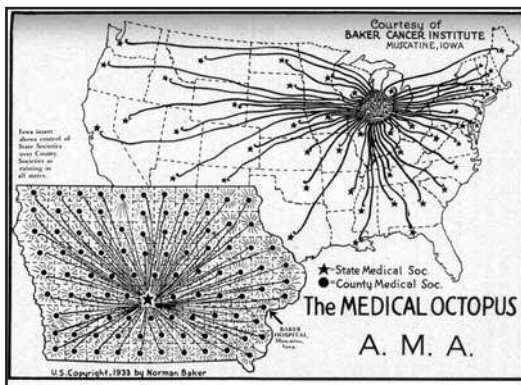 Courtesy of
BAKER CANCER INSTITUTE
MUSCATINE, IOWA
Iowa insert
shows control of
State Societies
over County
Societies as
existing in
all states.
★-State Medical Soc.
●-County Medical Soc.
The MEDICAL OCTOPUS
A. M. A.
BAKER
HOSPITAL
Muscatine,
Iowa.
U.S. Copyright, 1933 by Norman Baker